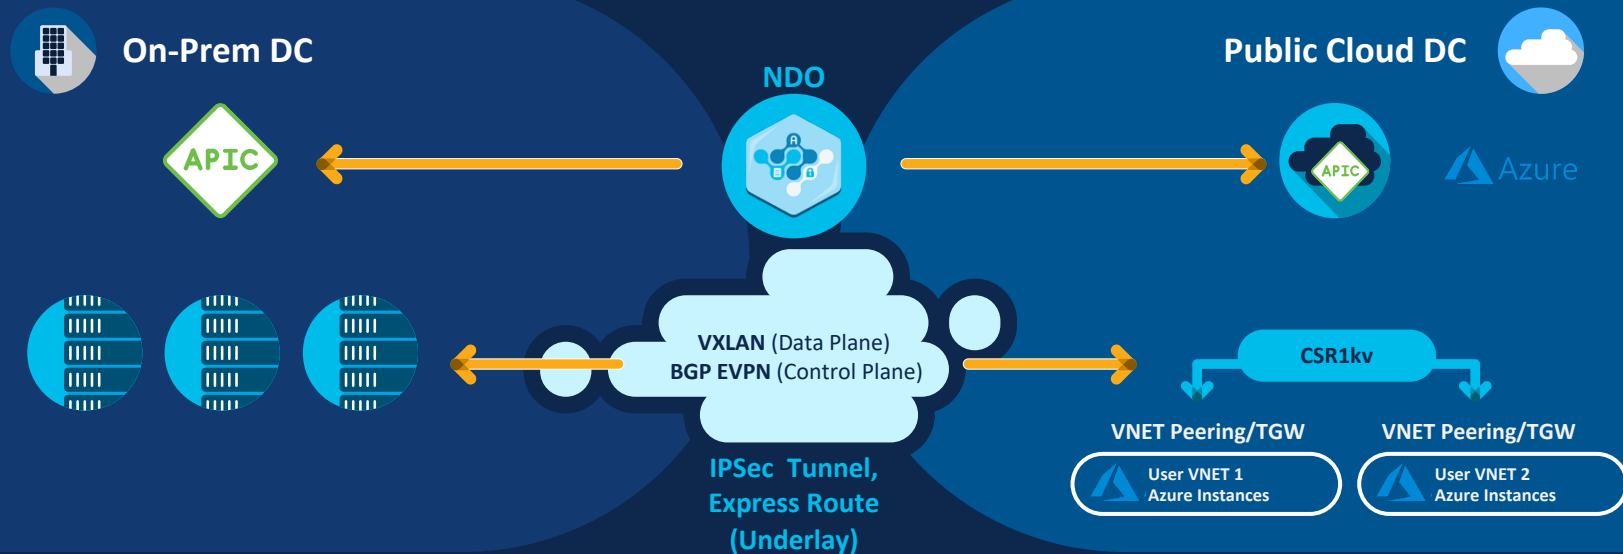 On-Prem DC
NDO
Public Cloud DC
APIC
APIC
Azure
VXLAN (Data Plane)
BGP EVPN (Control Plane)
IPSec Tunnel,
Express Route
(Underlay)
CSR1kv
VNET Peering/TGW
User VNET 1
Azure Instances
VNET Peering/TGW
User VNET 2
Azure Instances